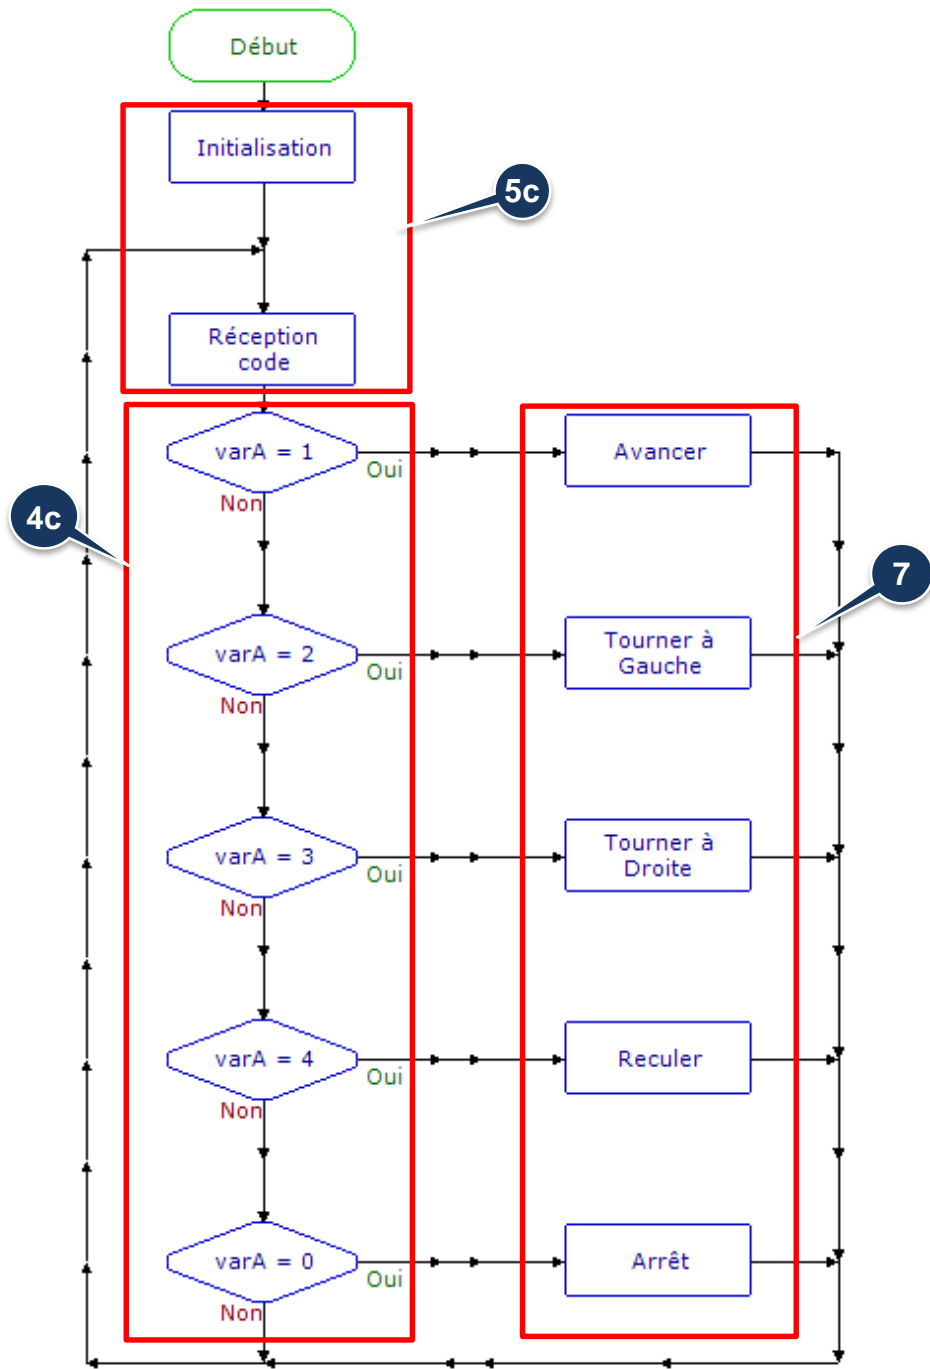 Début
Initialisation
5c
Réception
code
varA = 1
Oui
Non
Avancer
4c
7
varA = 2
Oui
Non
Tourner à
Gauche
varA = 3
Oui
Non
Tourner à
Droite
varA = 4
Oui
Non
Reculer
varA = 0
Oui
Non
Arrêt